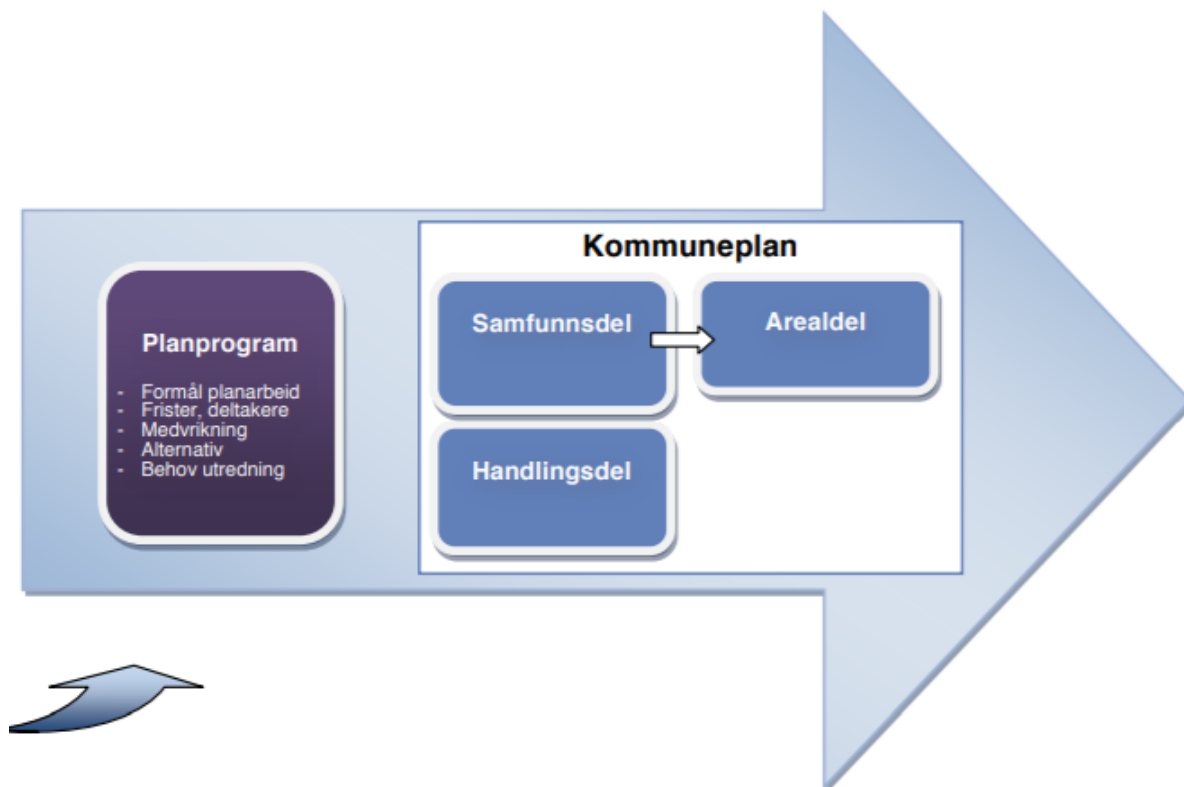 Kommuneplan
Planprogram
- Formål planarbeid
- Frister, deltakere
- Medvrikning
- Alternativ
- Behov utredning
Samfunnsdel
Arealdel
Handlingsdel